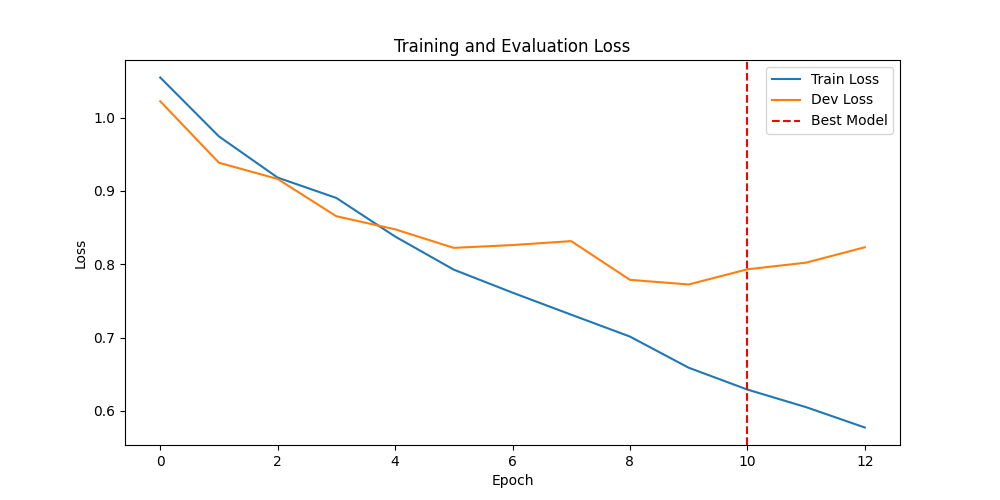 Training and Evaluation Loss
Train Loss
Dev Loss
Best Model
Loss
1.0
0.9
0.8
0.7
0.6
0 2 4 6 8 10 12
Epoch